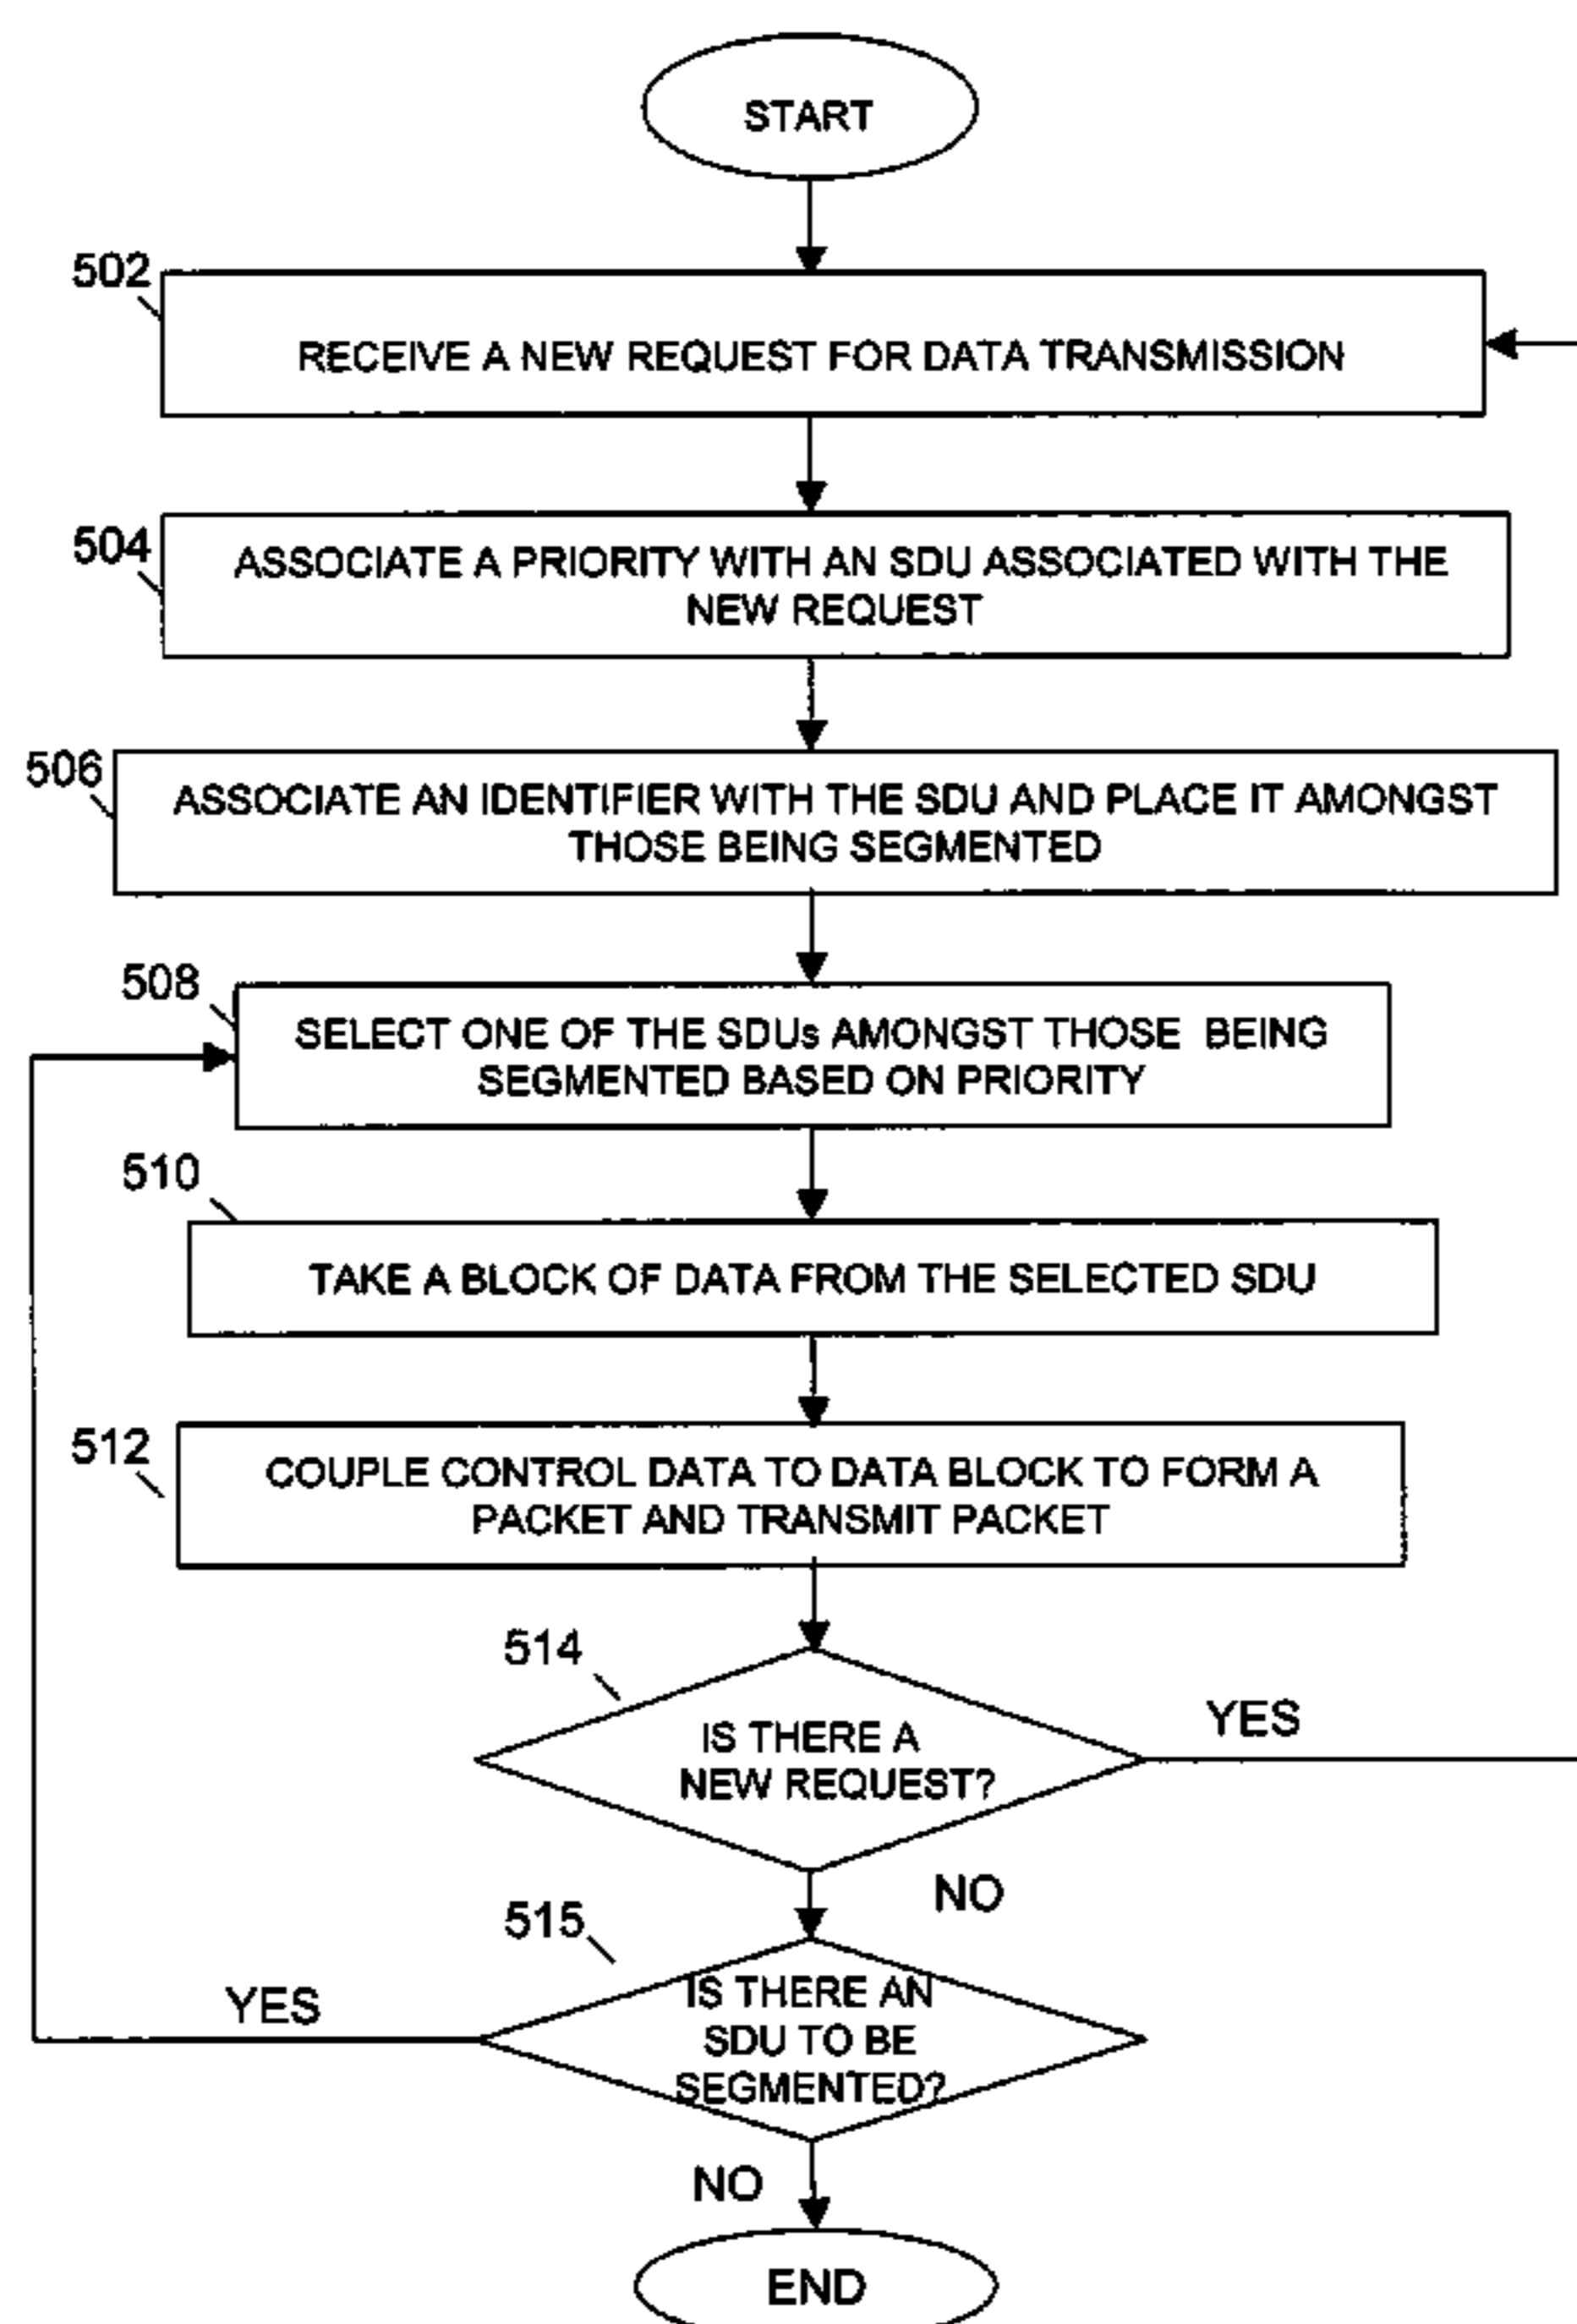 START
502
RECEIVE A NEW REQUEST FOR DATA TRANSMISSION
504
ASSOCIATE A PRIORITY WITH AN SDU ASSOCIATED WITH THE
NEW REQUEST
506
ASSOCIATE AN IDENTIFIER WITH THE SDU AND PLACE IT AMONGST
THOSE BEING SEGMENTED
508
SELECT ONE OF THE SDUs AMONGST THOSE BEING
SEGMENTED BASED ON PRIORITY
510
TAKE A BLOCK OF DATA FROM THE SELECTED SDU
512
COUPLE CONTROL DATA TO DATA BLOCK TO FORM A
PACKET AND TRANSMIT PACKET
514
IS THERE A
NEW REQUEST?
YES
NO
515
IS THERE AN
SDU TO BE
SEGMENTED?
YES
NO
END